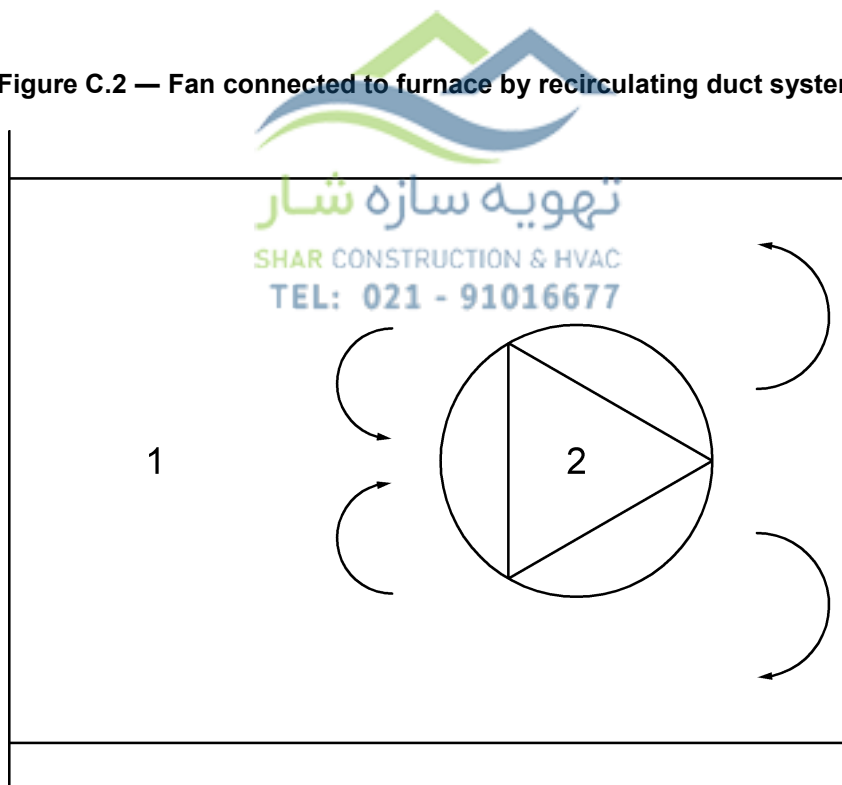 Figure C.2 — Fan connected to furnace by recirculating duct system
تهویه سازه شار
SHAR CONSTRUCTION & HVAC
TEL: 021 - 91016677
1
2